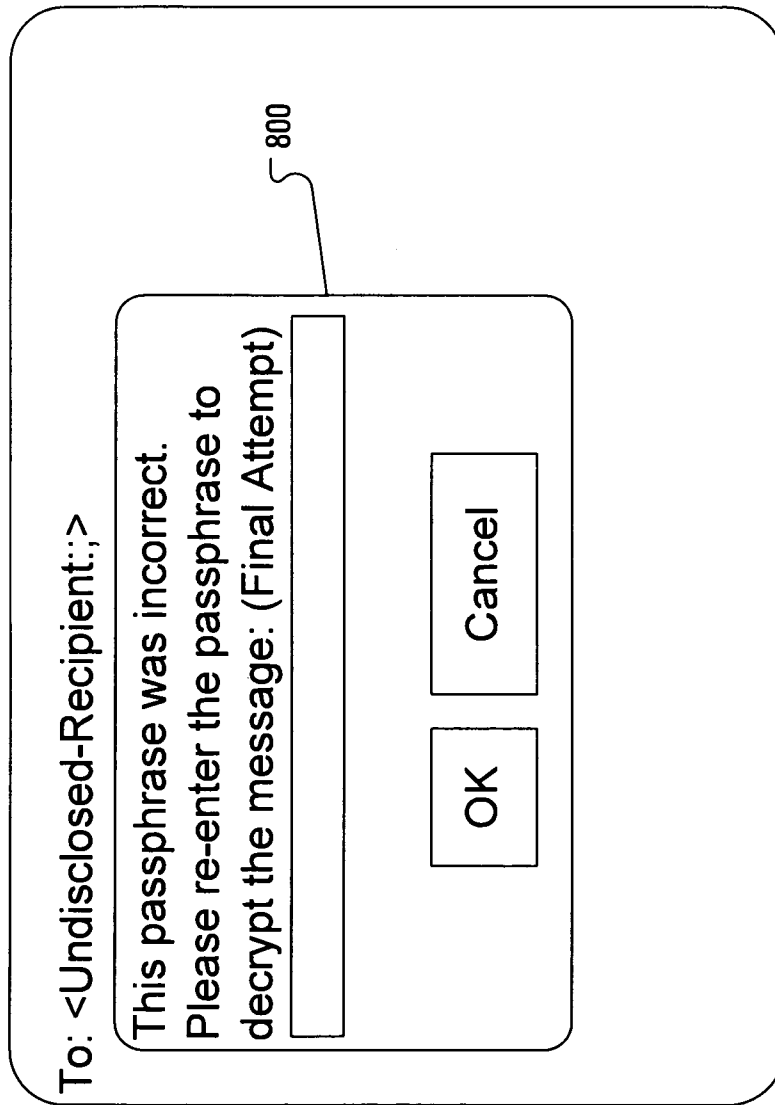 To: <Undisclosed-Recipient:;>
This passphrase was incorrect.
Please re-enter the passphrase to
decrypt the message: (Final Attempt)
OK
Cancel
800